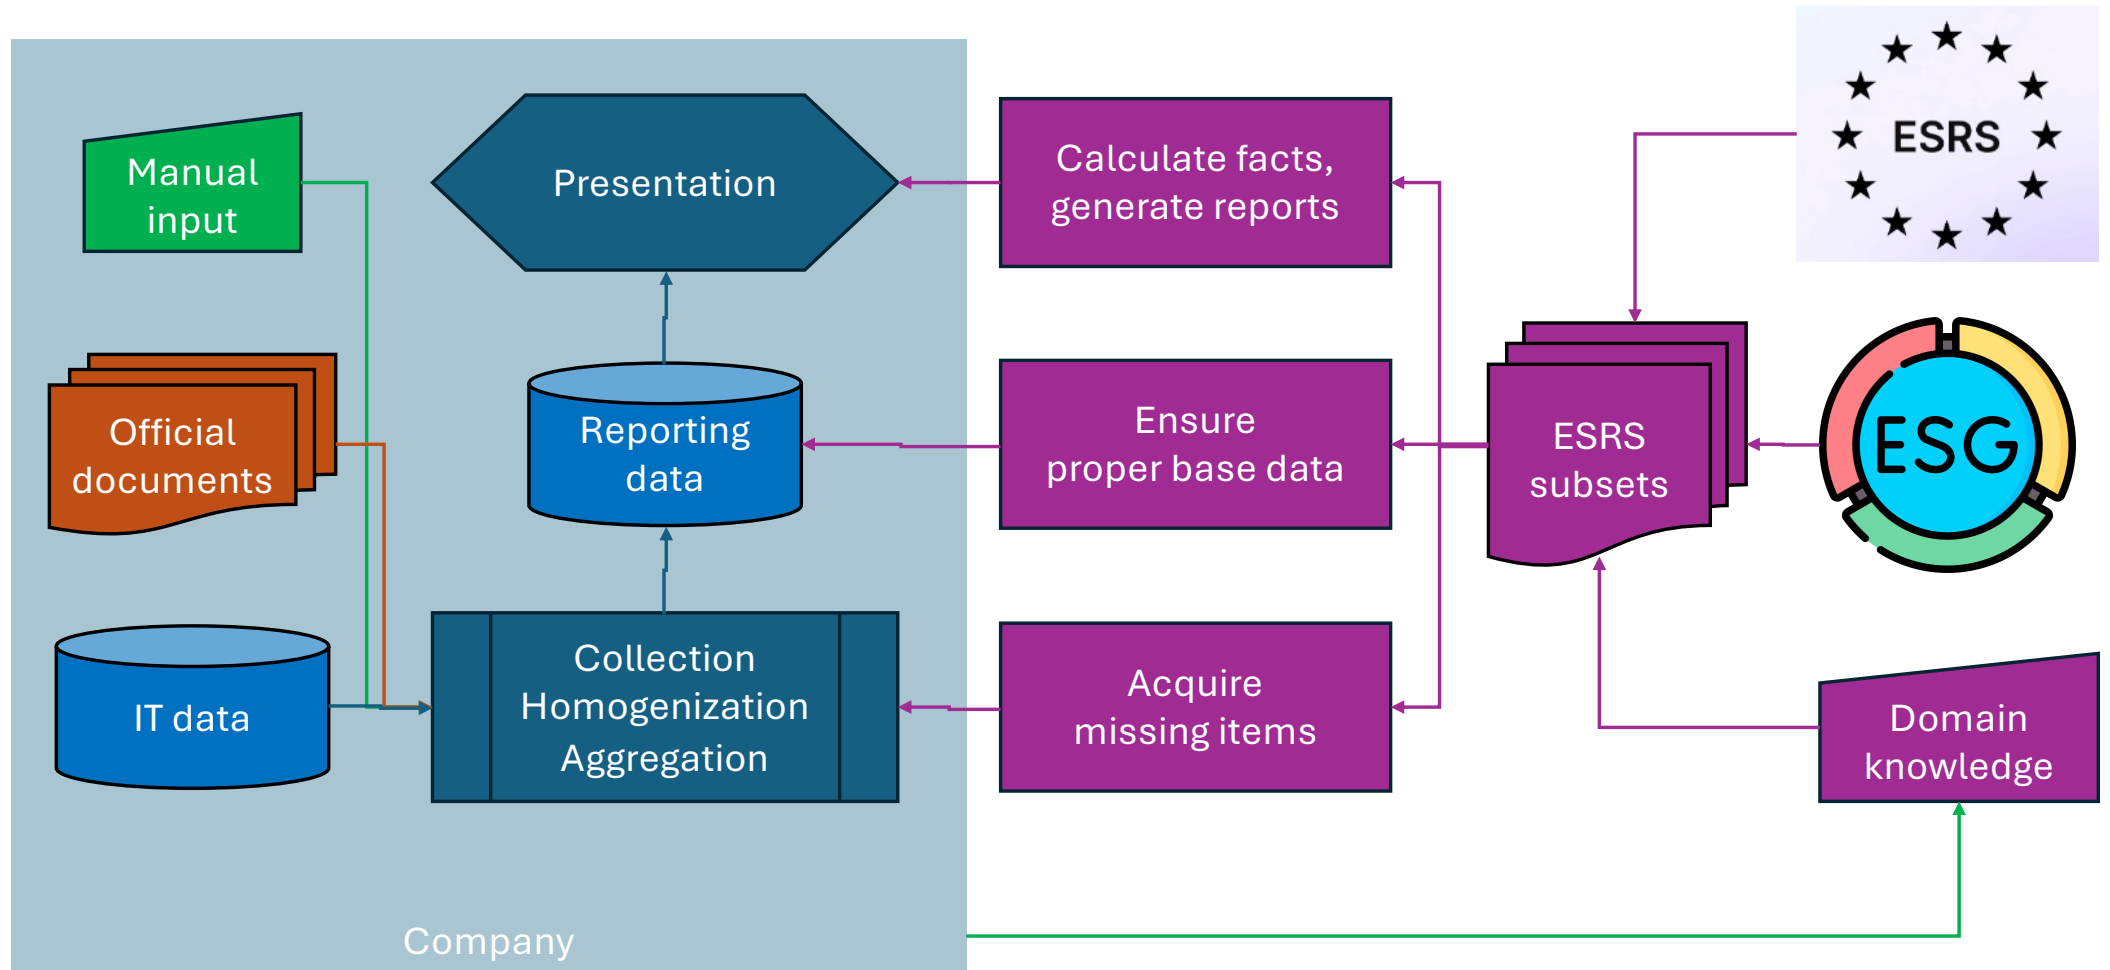 Manual
input
Official
documents
IT data
Presentation
Reporting
data
Collection
Homogenization
Aggregation
Company
Calculate facts,
generate reports
Ensure
proper base data
Acquire
missing items
ESRS
subsets
ESRS
ESG
Domain
knowledge